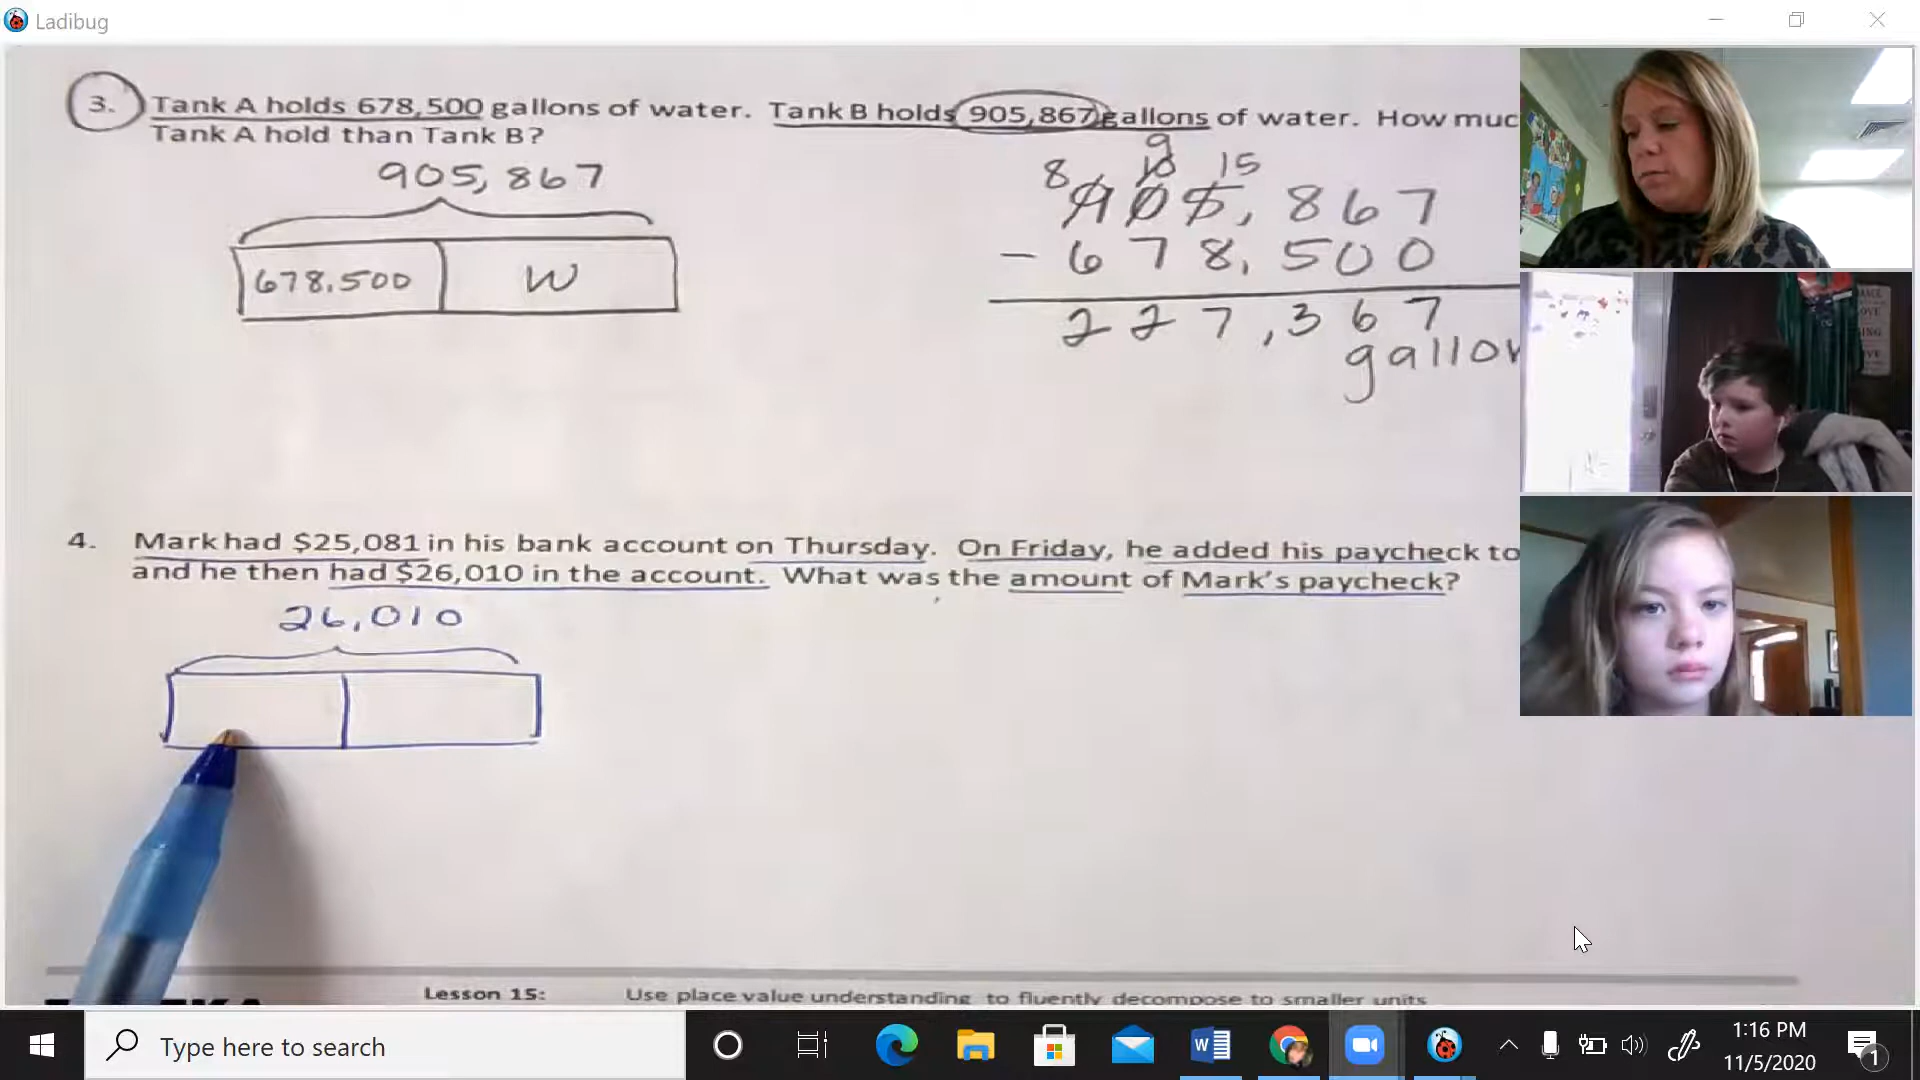 Ladibug
3. Tank A holds 678,500 gallons of water. Tank B holds 905,867 gallons of water. How muc
Tank A hold than Tank B?
905,867
678,500 W
9
8 10 15
905,867
- 678,500
227,367
gallon
4. Mark had $25,081 in his bank account on Thursday. On Friday, he added his paycheck to
and he then had $26,010 in the account. What was the amount of Mark's paycheck?
26,010
Lesson 15: Use place value understanding to fluently decompose to smaller units
Type here to search
1:16 PM
11/5/2020
1